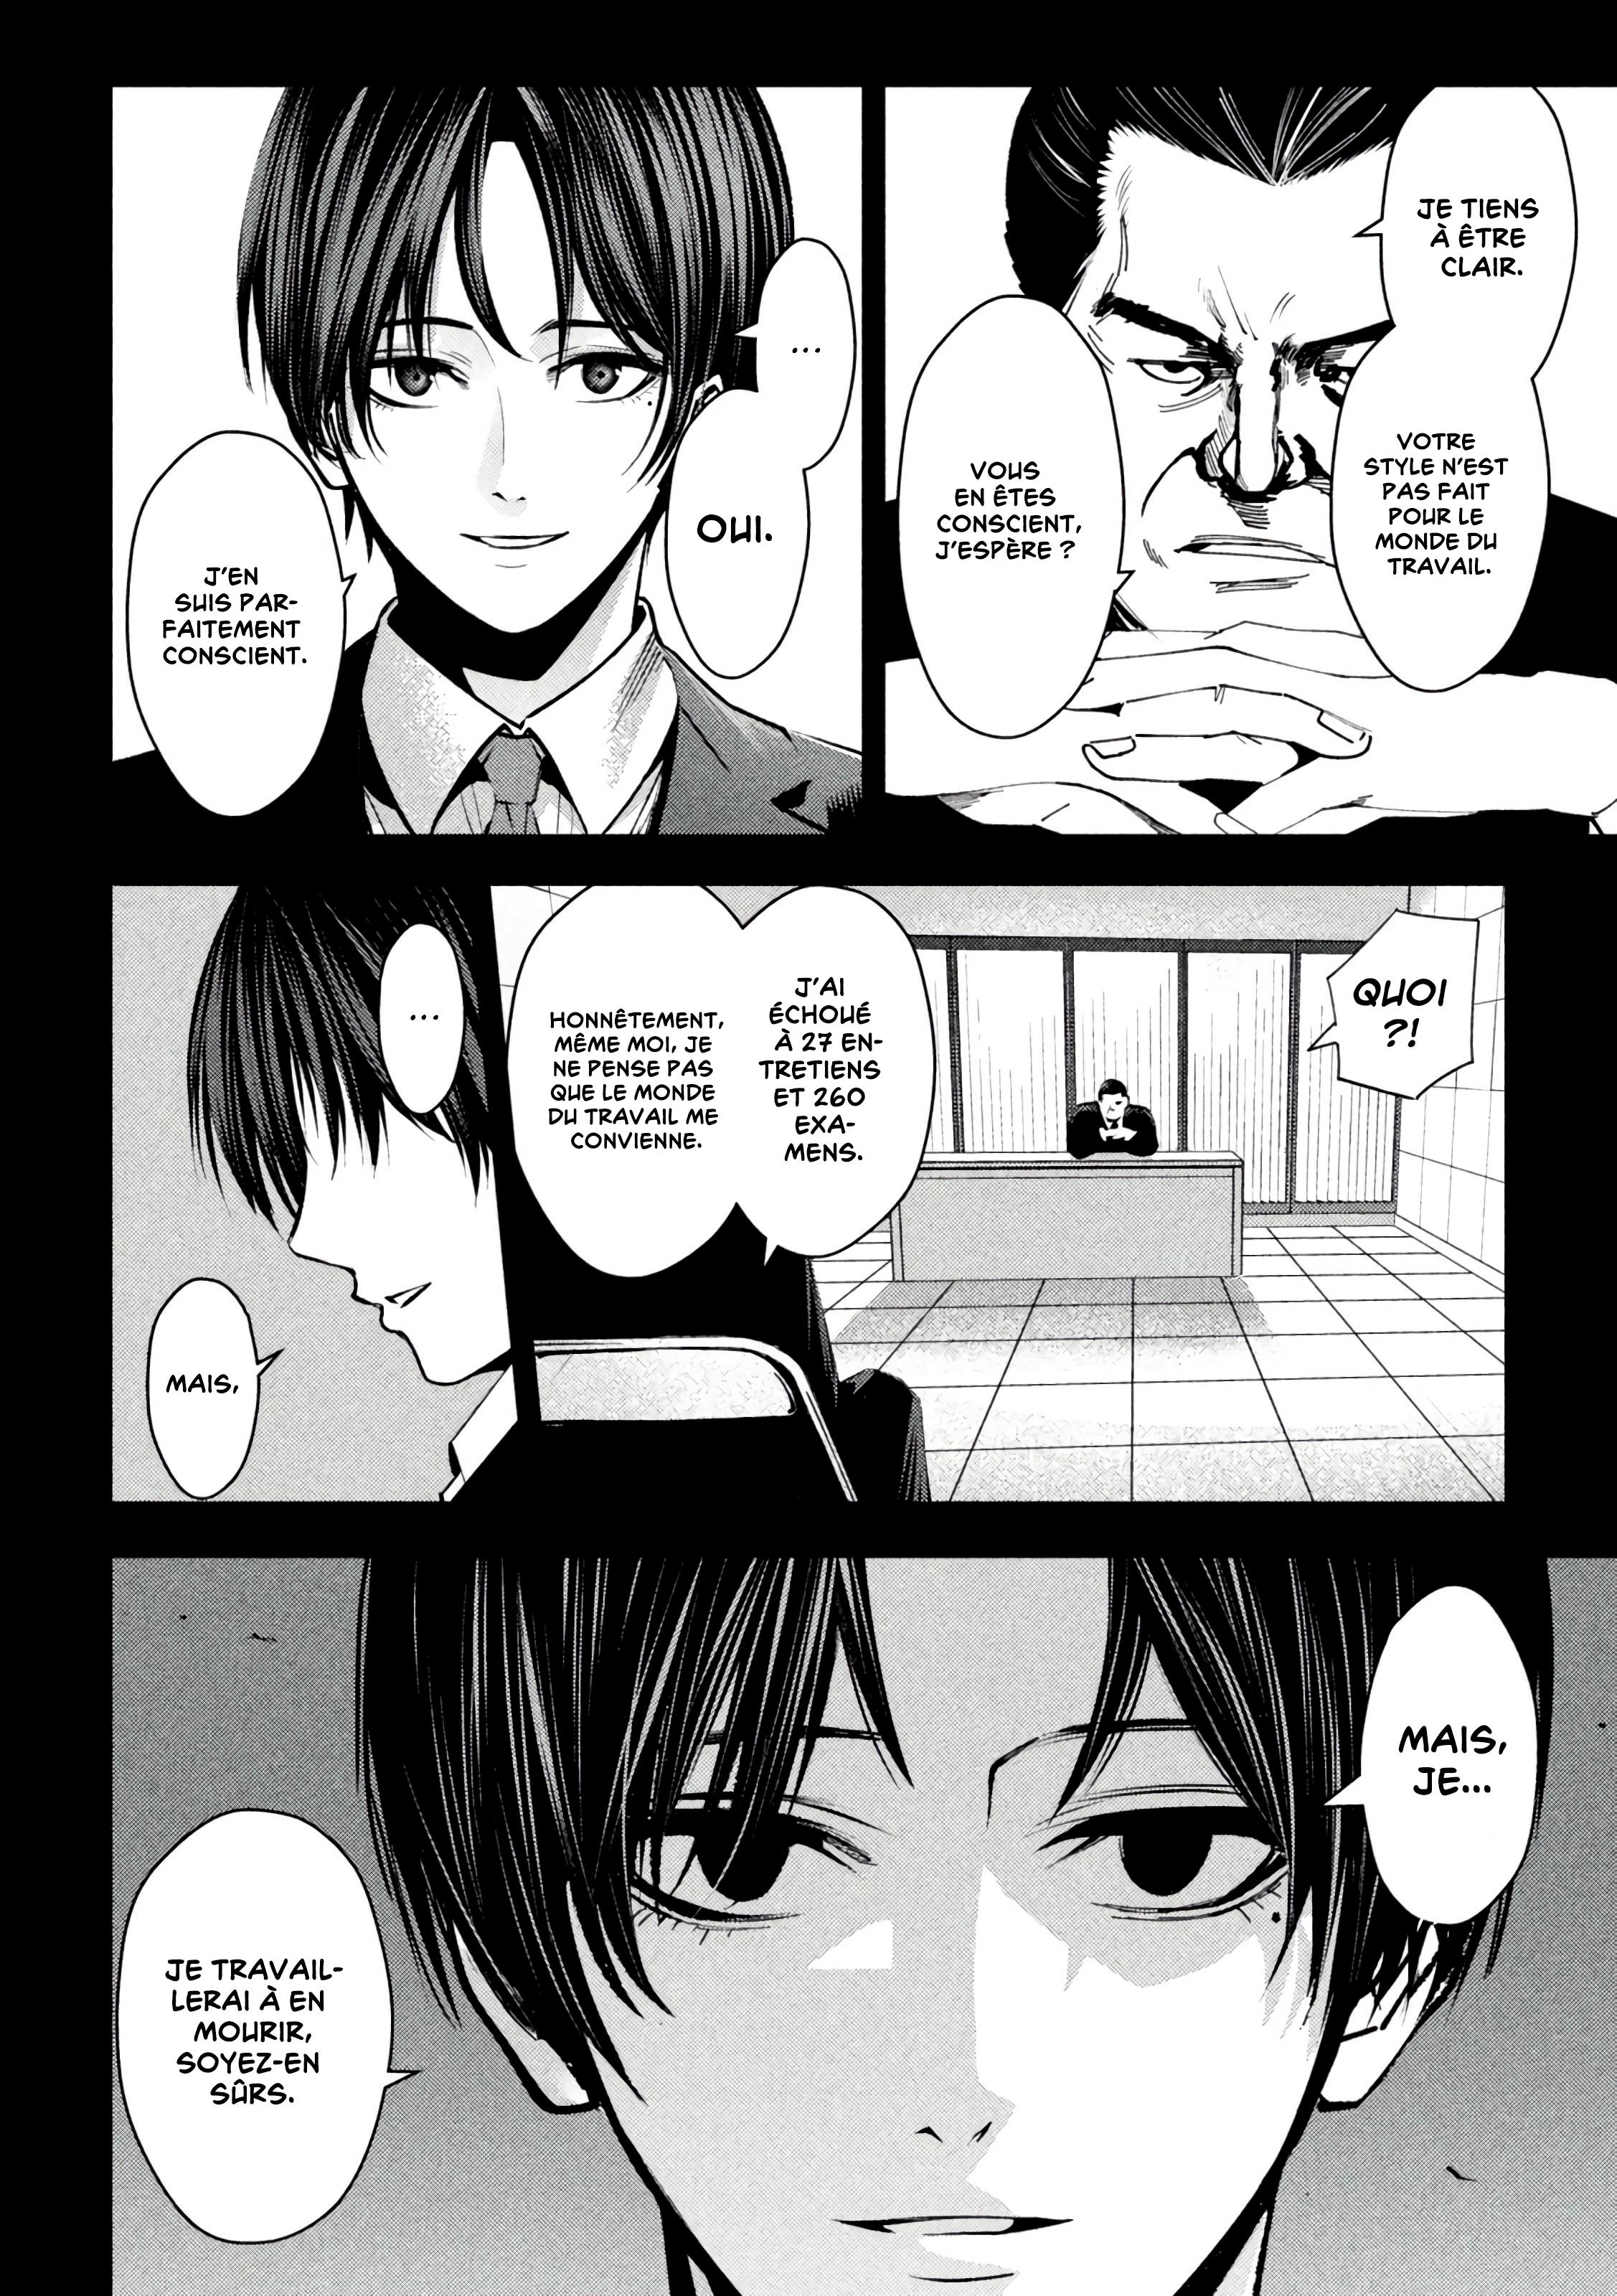 JE TIENS
À ÊTRE
CLAIR.
VOTRE
STYLE N'EST
PAS FAIT
POUR LE
MONDE DU
TRAVAIL.
VOUS
EN ÊTES
CONSCIENT,
J'ESPÈRE ?
...
OUI.
J'EN
SUIS PAR-
FAITEMENT
CONSCIENT.
QUOI
?!
J'AI
ÉCHOUÉ
À 27 EN-
TRETIENS
ET 260
EXA-
MENS.
HONNÊTEMENT,
MÊME MOI, JE
NE PENSE PAS
QUE LE MONDE
DU TRAVAIL ME
CONVIENNE.
...
MAIS,
MAIS,
JE...
JE TRAVAIL-
LERAI À EN
MOURIR,
SOYEZ-EN
SÛRS.